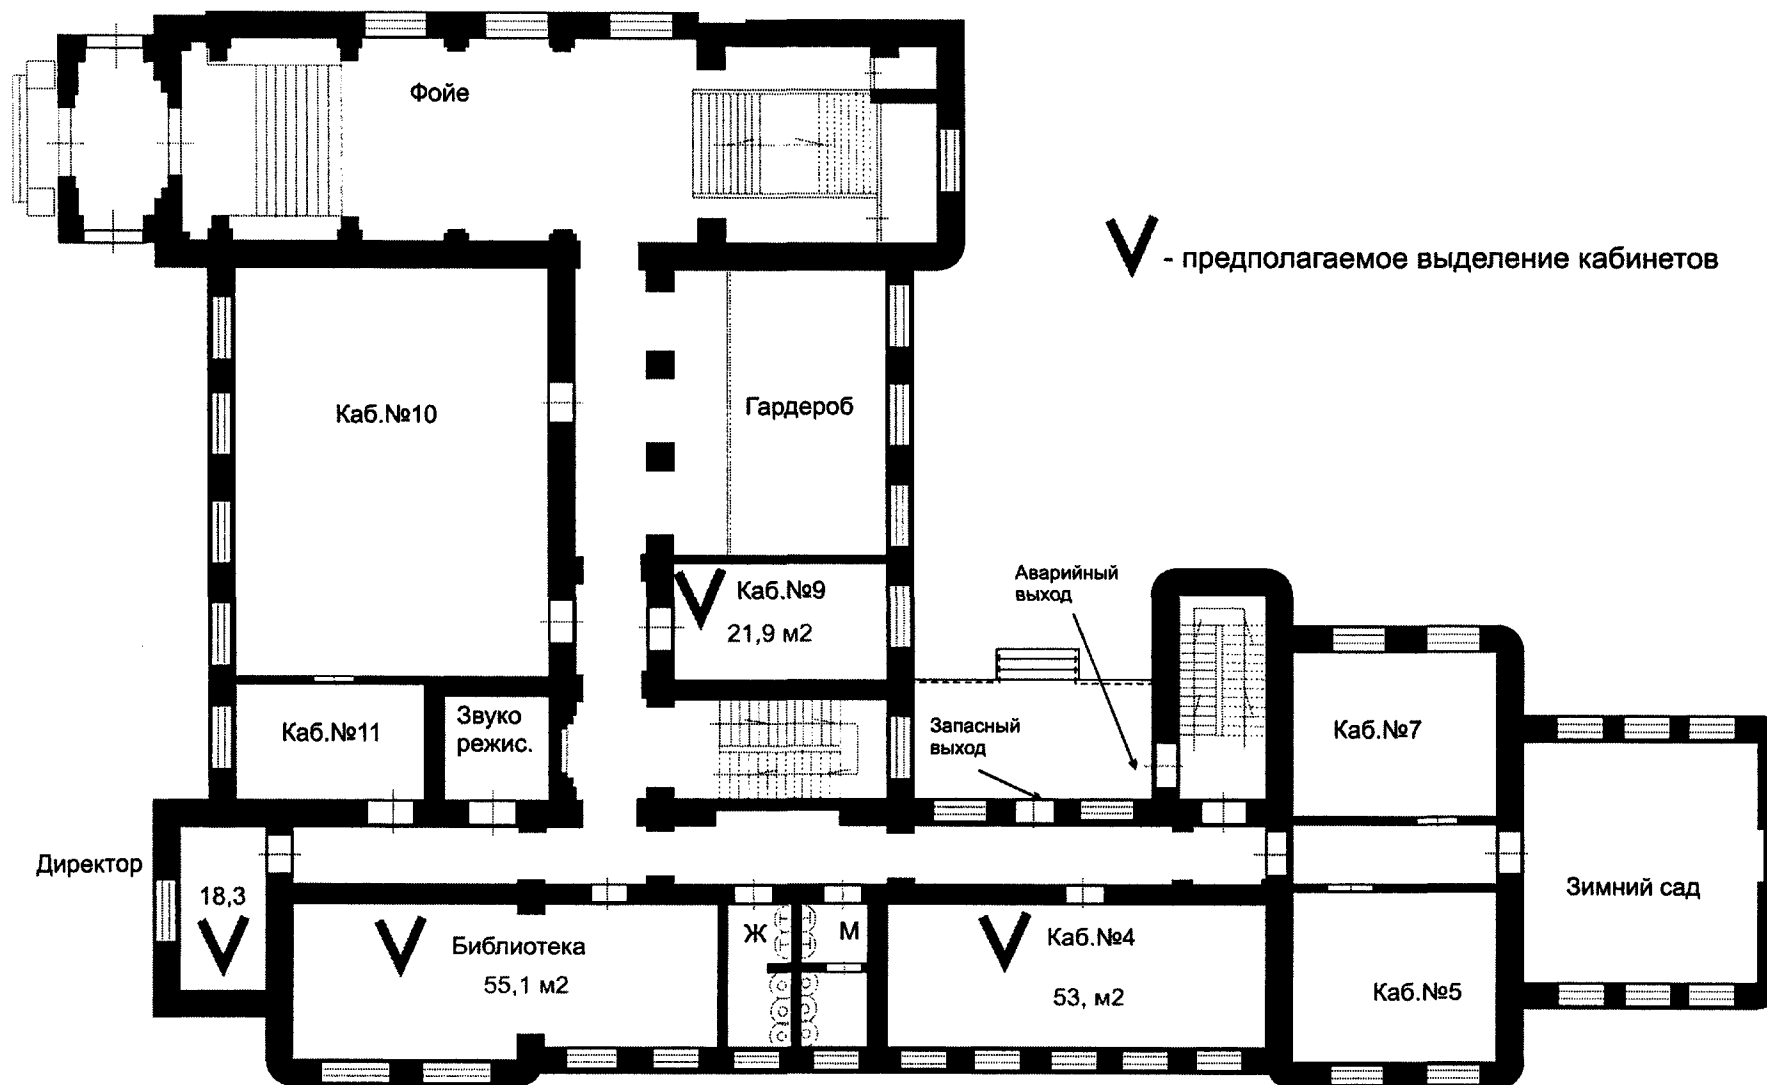 Фойе
- предполагаемое выделение кабинетов
Каб.№10
Гардероб
Каб.№9
21,9 м2
Аварийный
выход
Каб.№11
Звуко
режис.
Запасный
выход
Каб.№7
Директор
18,3
Зимний сад
Библиотека
55,1 м2
Ж
М
Каб.№4
53, м2
Каб.№5